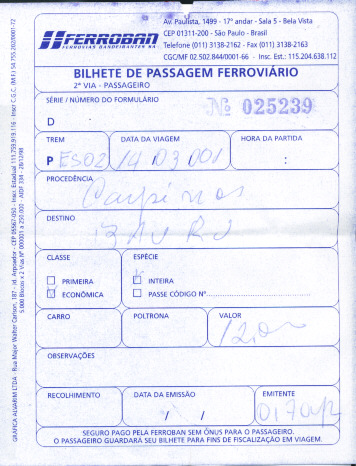 FERROBAN
FERROVIAS BANDEIRANTES S.A.
Av. Paulista, 1499 - 17º andar - Sala 5 - Bela Vista
CEP 01311-200 - São Paulo - Brasil
Telefone (011) 3138-2162 - Fax (011) 3138-2163
CGC/MF 02.502.844/0001-66 - Insc. Est.: 115.204.638.112
BILHETE DE PASSAGEM FERROVIÁRIO
2ª VIA - PASSAGEIRO
SÉRIE / NÚMERO DO FORMULÁRIO
D
Nº 025239
TREM
P ES02
DATA DA VIAGEM
14 03 001
HORA DA PARTIDA
:
PROCEDÊNCIA
Campinas
DESTINO
BAURU
CLASSE
PRIMEIRA
ECONÔMICA
ESPÉCIE
INTEIRA
PASSE CÓDIGO Nº
CARRO
POLTRONA
VALOR
12,00
OBSERVAÇÕES
RECOLHIMENTO
DATA DA EMISSÃO
/ /
EMITENTE
SEGURO PAGO PELA FERROBAN SEM ÔNUS PARA O PASSAGEIRO.
O PASSAGEIRO GUARDARÁ SEU BILHETE PARA FINS DE FISCALIZAÇÃO EM VIAGEM.